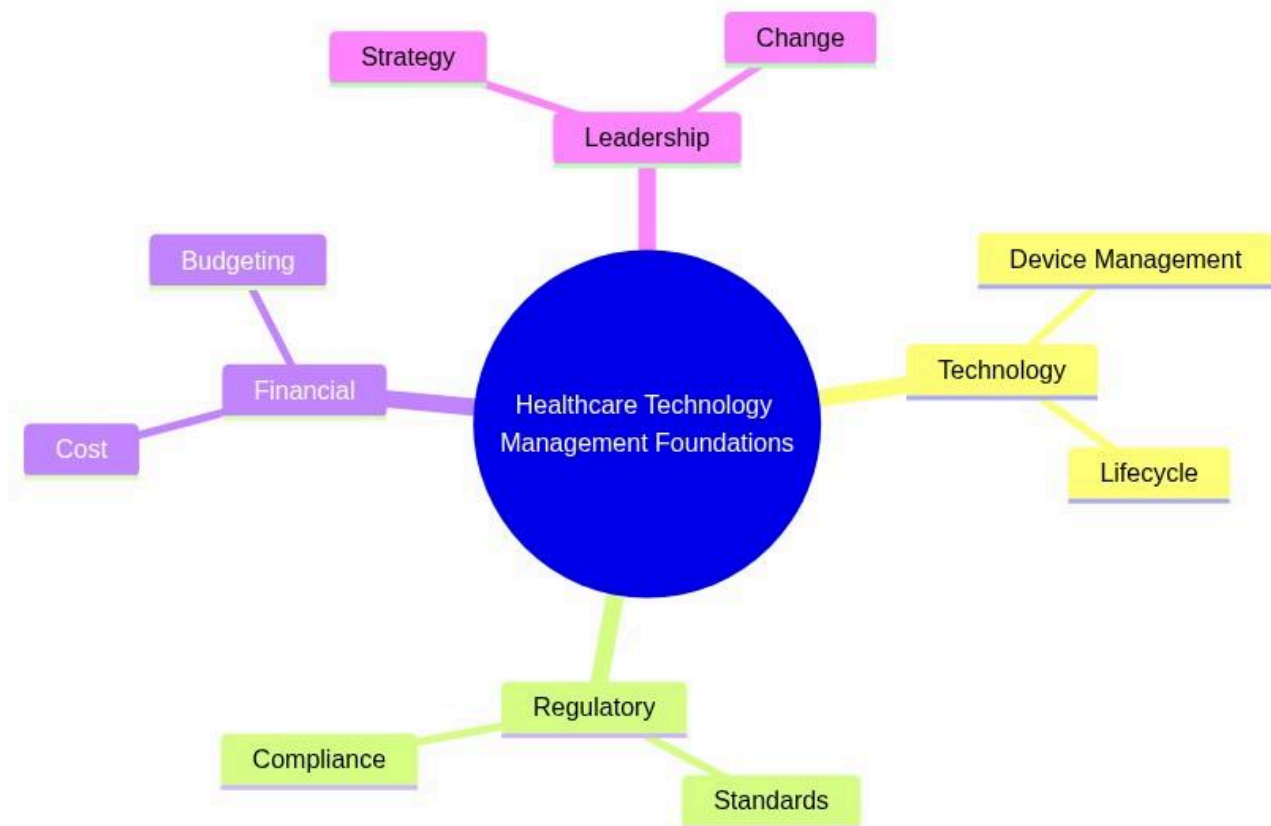 Strategy
Change
Leadership
Budgeting
Device Management
Financial
Technology
Healthcare Technology
Management Foundations
Cost
Lifecycle
Regulatory
Compliance
Standards